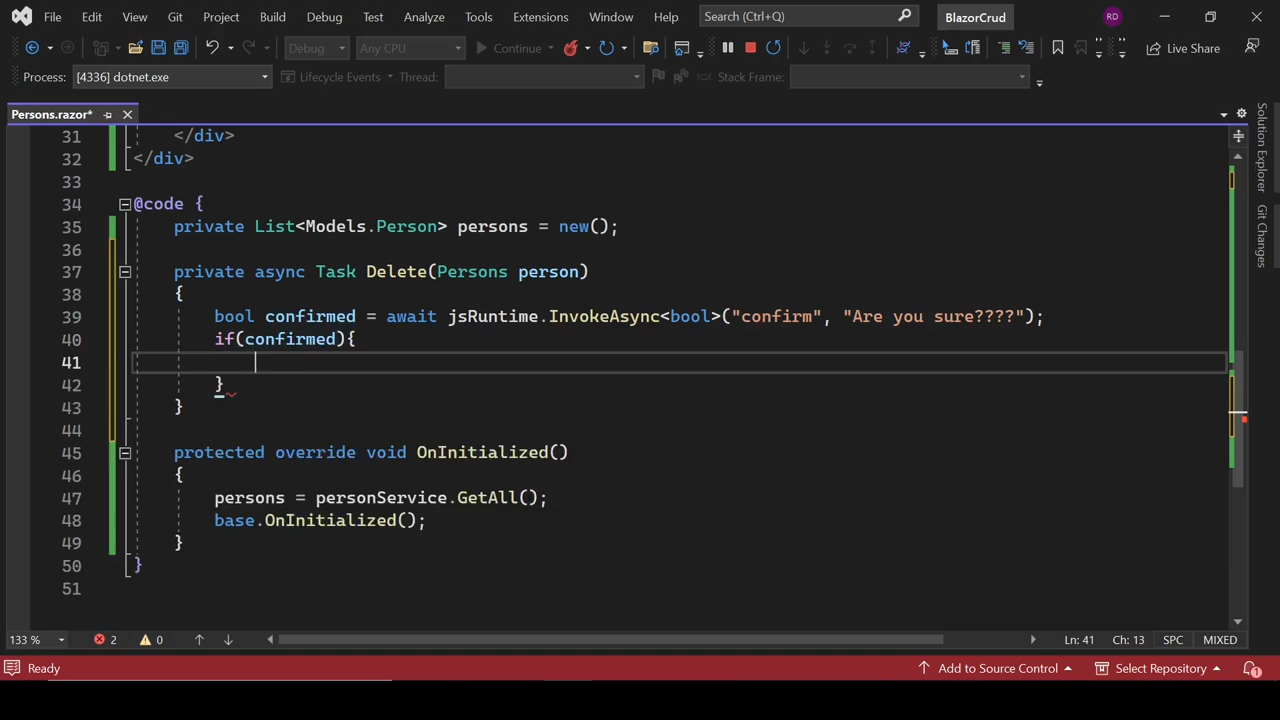 File Edit View Git Project Build Debug Test Analyze Tools Extensions Window Help Search (Ctrl+Q) BlazorCrud RD
Debug Any CPU Continue Live Share
Process: [4336] dotnet.exe Lifecycle Events Thread: Stack Frame:
Persons.razor*
31 </div>
32 </div>
33
34 @code {
35 private List<Models.Person> persons = new();
36
37 private async Task Delete(Persons person)
38 {
39 bool confirmed = await jsRuntime.InvokeAsync<bool>("confirm", "Are you sure????");
40 if(confirmed){
41
42 }
43 }
44
45 protected override void OnInitialized()
46 {
47 persons = personService.GetAll();
48 base.OnInitialized();
49 }
50 }
51
Solution Explorer
Git Changes
133 % 2 0 Ln: 41 Ch: 13 SPC MIXED
Ready Add to Source Control Select Repository 1